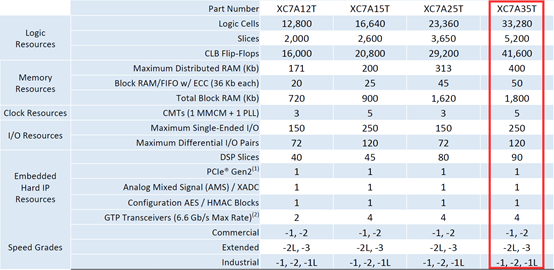 Part Number XC7A12T XC7A15T XC7A25T XC7A35T
Logic Resources
Logic Cells 12,800 16,640 23,360 33,280
Slices 2,000 2,600 3,650 5,200
CLB Flip-Flops 16,000 20,800 29,200 41,600
Memory Resources
Maximum Distributed RAM (Kb) 171 200 313 400
Block RAM/FIFO w/ ECC (36 Kb each) 20 25 45 50
Total Block RAM (Kb) 720 900 1,620 1,800
Clock Resources CMTs (1 MMCM + 1 PLL) 3 5 3 5
I/O Resources
Maximum Single-Ended I/O 150 250 150 250
Maximum Differential I/O Pairs 72 120 72 120
Embedded Hard IP Resources
DSP Slices 40 45 80 90
PCIe® Gen2(1) 1 1 1 1
Analog Mixed Signal (AMS) / XADC 1 1 1 1
Configuration AES / HMAC Blocks 1 1 1 1
GTP Transceivers (6.6 Gb/s Max Rate)(2) 2 4 4 4
Speed Grades
Commercial -1, -2 -1, -2 -1, -2 -1, -2
Extended -2L, -3 -2L, -3 -2L, -3 -2L, -3
Industrial -1, -2, -1L -1, -2, -1L -1, -2, -1L -1, -2, -1L